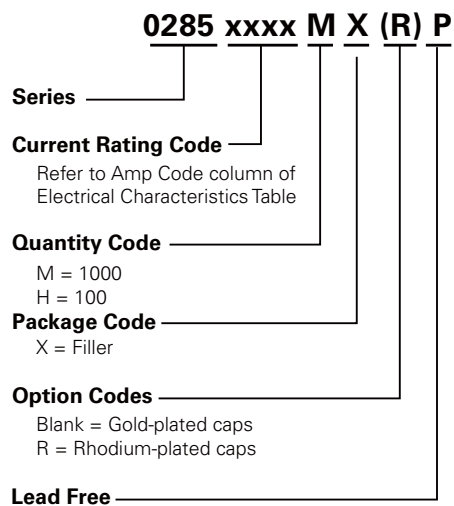 0285 xxxx M X (R) P
Series
Current Rating Code
Refer to Amp Code column of
Electrical Characteristics Table
Quantity Code
M = 1000
H = 100
Package Code
X = Filler
Option Codes
Blank = Gold-plated caps
R = Rhodium-plated caps
Lead Free